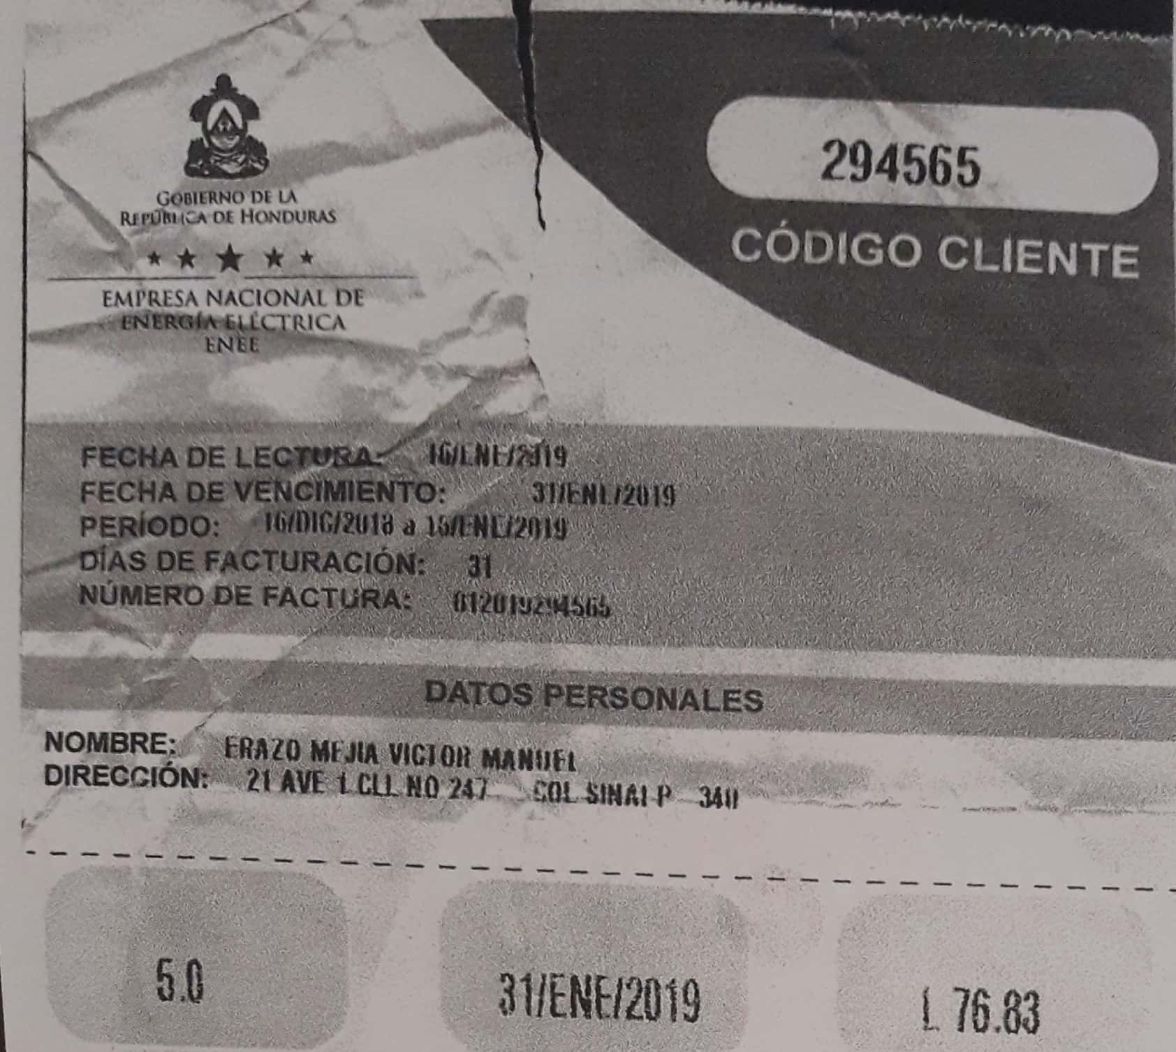 294565
CÓDIGO CLIENTE
GOBIERNO DE LA
REPÚBLICA DE HONDURAS
EMPRESA NACIONAL DE
ENERGÍA ELÉCTRICA
ENEE
FECHA DE LECTURA: 16/ENE/2019
FECHA DE VENCIMIENTO: 31/ENE/2019
PERÍODO: 16/DIC/2018 a 15/ENE/2019
DÍAS DE FACTURACIÓN: 31
NÚMERO DE FACTURA: 012019294565
DATOS PERSONALES
NOMBRE: ERAZO MEJIA VICTOR MANUEL
DIRECCIÓN: 21 AVE 1 CLL NO 247 COL SINAI P
5.0
31/ENE/2019
L 76.83